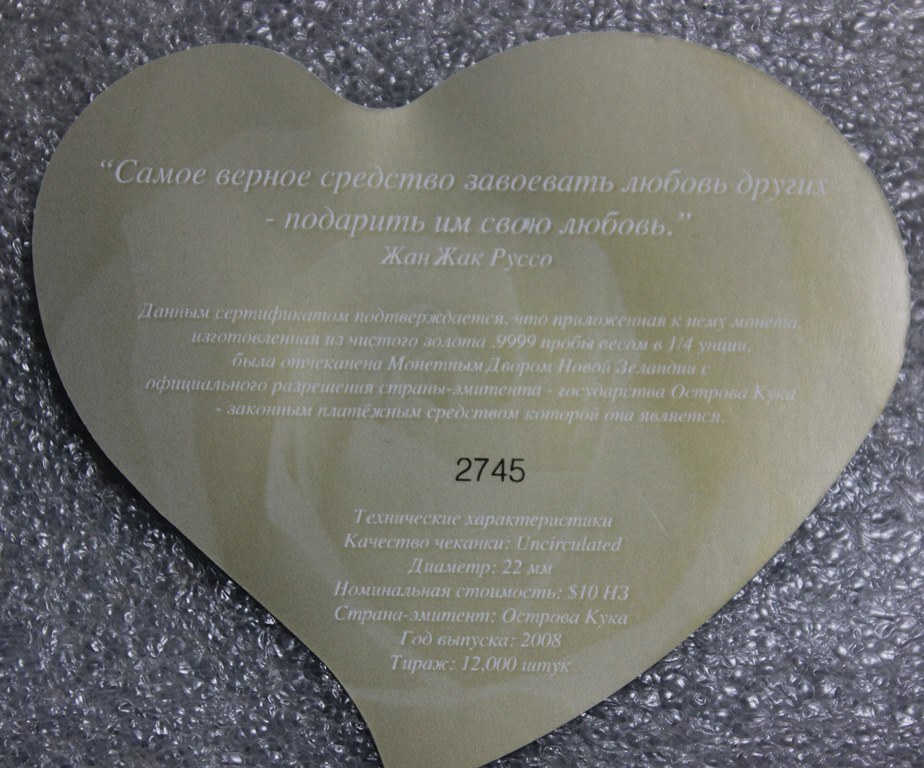 “Самое верное средство завоевать любовь других
- подарить им свою любовь.”
Жан Жак Руссо
Данным сертификатом подтверждается, что приложенная к нему монета,
изготовленная из чистого золота .9999 пробы весом в 1/4 унции,
была отчеканена Монетным Двором Новой Зеландии с
официального разрешения страны-эмитента - государства Острова Кука
- законным платёжным средством которой она является.
2745
Технические характеристики
Качество чеканки: Uncirculated
Диаметр: 22 мм
Номинальная стоимость: $10 НЗ
Страна-эмитент: Острова Кука
Год выпуска: 2008
Тираж: 12,000 штук